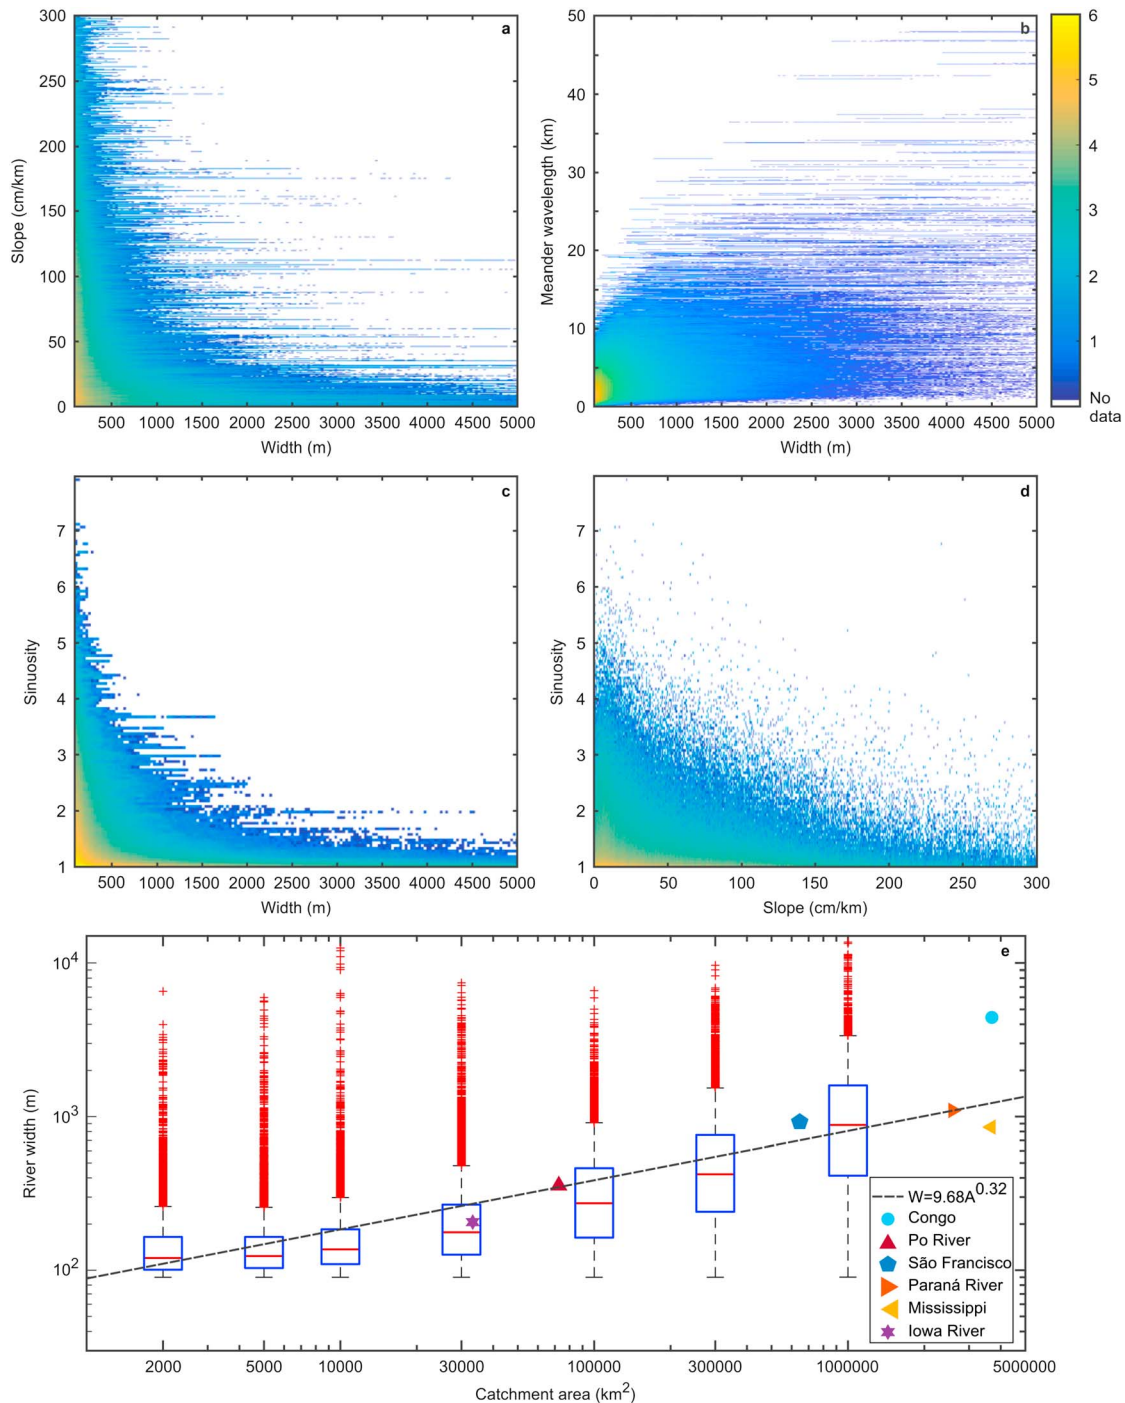 300
250
200
150
100
50
0
Slope (cm/km)
a
500 1000 1500 2000 2500 3000 3500 4000 4500 5000
Width (m)
50
40
30
20
10
0
Meander wavelength (km)
b
500 1000 1500 2000 2500 3000 3500 4000 4500 5000
Width (m)
6
5
4
3
2
1
No
data
7
6
5
4
3
2
1
Sinuosity
c
500 1000 1500 2000 2500 3000 3500 4000 4500 5000
Width (m)
7
6
5
4
3
2
1
Sinuosity
d
0 50 100 150 200 250 300
Slope (cm/km)
10^4
10^3
10^2
River width (m)
e
W=9.68A^0.32
Congo
Po River
São Francisco
Paraná River
Mississippi
Iowa River
2000 5000 10000 30000 100000 300000 1000000 5000000
Catchment area (km^2)